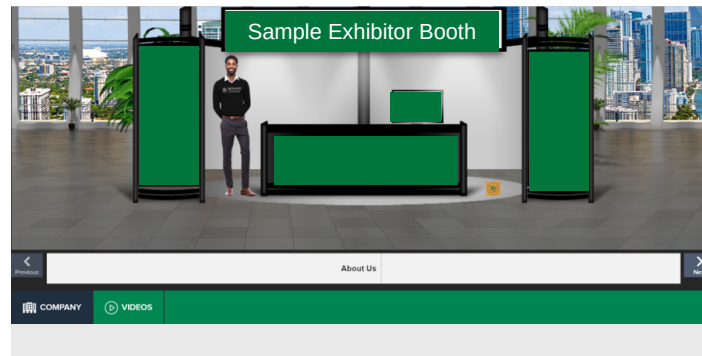 Sample Exhibitor Booth
Previous
About Us
COMPANY
VIDEOS